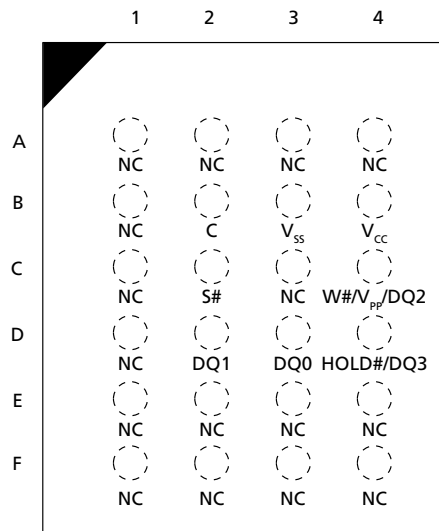 1 2 3 4
A
NC NC NC NC
B
NC C VSS VCC
C
NC S# NC W#/VPP/DQ2
D
NC DQ1 DQ0 HOLD#/DQ3
E
NC NC NC NC
F
NC NC NC NC